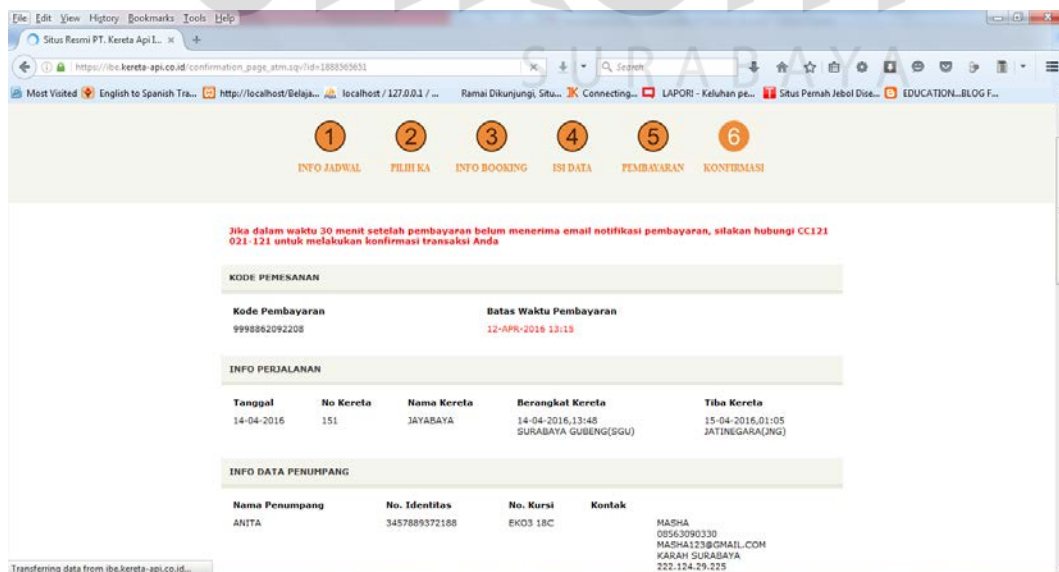 SURABAYA
File Edit View History Bookmarks Tools Help
Situs Resmi PT. Kereta Api I... × +
https://ibe.kereta-api.co.id/confirmation_page_atm.sqv?id=1888565651
Search
Most Visited English to Spanish Tra... http://localhost/Belaja... localhost / 127.0.0.1 / ... Ramai Dikunjungi, Situ... Connecting... LAPOR! - Keluhan pe... Situs Pernah Jebol Dise... EDUCATION...BLOG F...
1 2 3 4 5 6
INFO JADWAL PILIH KA INFO BOOKING ISI DATA PEMBAYARAN KONFIRMASI
Jika dalam waktu 30 menit setelah pembayaran belum menerima email notifikasi pembayaran, silakan hubungi CC121
021-121 untuk melakukan konfirmasi transaksi Anda
KODE PEMESANAN
Kode Pembayaran Batas Waktu Pembayaran
9998862092208 12-APR-2016 13:15
INFO PERJALANAN
Tanggal No Kereta Nama Kereta Berangkat Kereta Tiba Kereta
14-04-2016 151 JAYABAYA 14-04-2016,13:48 15-04-2016,01:05
SURABAYA GUBENG(SGU) JATINEGARA(JNG)
INFO DATA PENUMPANG
Nama Penumpang No. Identitas No. Kursi Kontak
ANITA 3457889372188 EKO3 18C MASHA
08563090330
MASHA123@GMAIL.COM
KARAH SURABAYA
222.124.29.225
Transferring data from ibe.kereta-api.co.id...